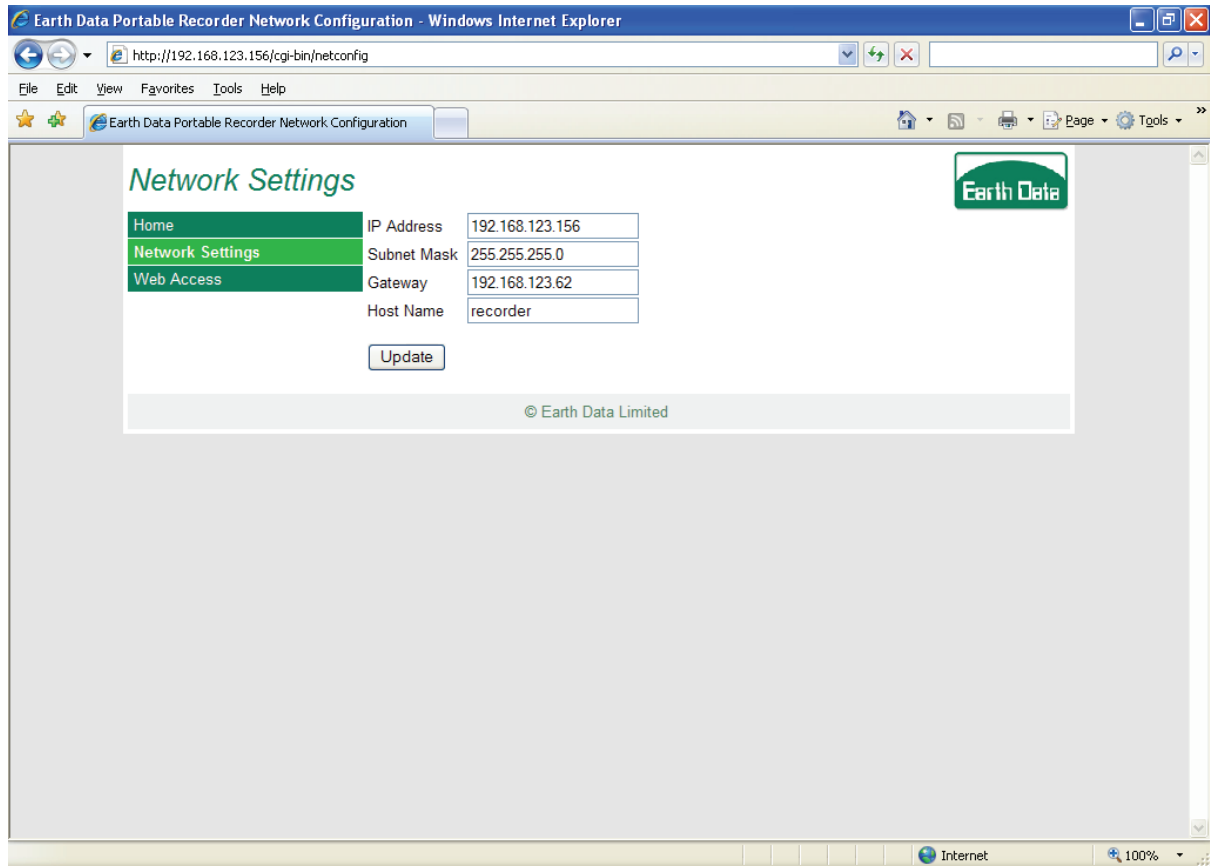 Earth Data Portable Recorder Network Configuration - Windows Internet Explorer
http://192.168.123.156/cgi-bin/netconfig
File Edit View Favorites Tools Help
Earth Data Portable Recorder Network Configuration
Page Tools »
Network Settings
Earth Data
Home
IP Address 192.168.123.156
Network Settings
Subnet Mask 255.255.255.0
Web Access
Gateway 192.168.123.62
Host Name recorder
Update
© Earth Data Limited
Internet 100%